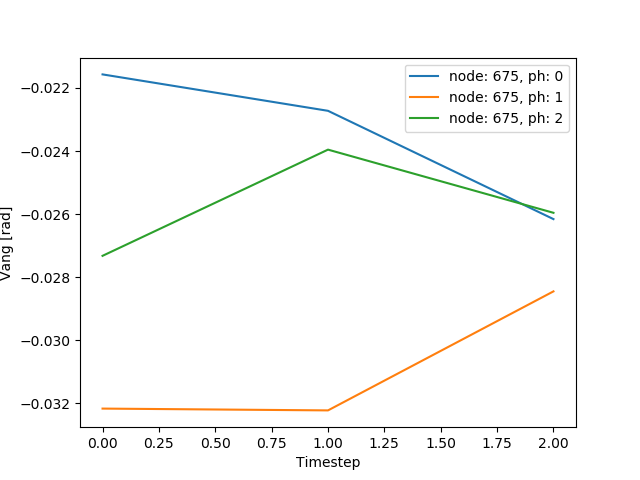 node: 675, ph: 0
node: 675, ph: 1
node: 675, ph: 2
−0.022
−0.024
−0.026
−0.028
−0.030
−0.032
Vang [rad]
0.00 0.25 0.50 0.75 1.00 1.25 1.50 1.75 2.00
Timestep